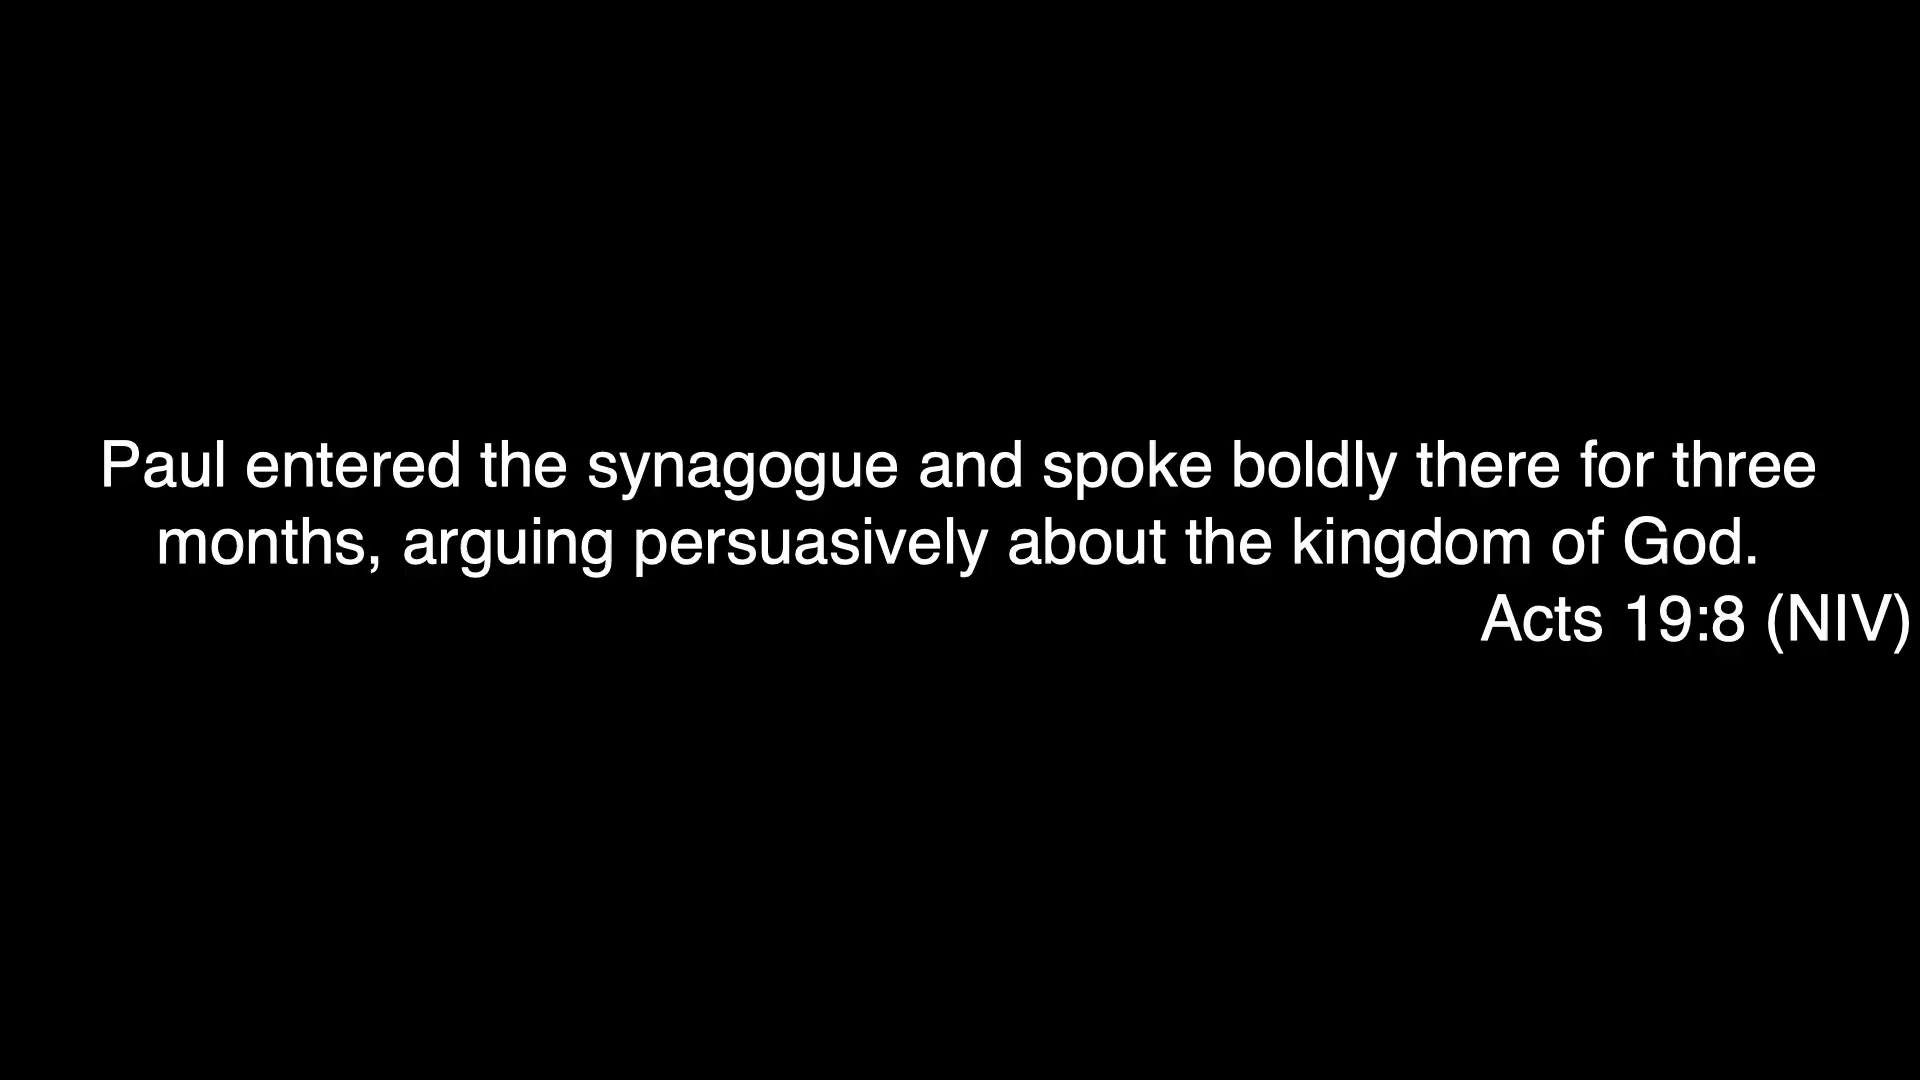 Paul entered the synagogue and spoke boldly there for three
months, arguing persuasively about the kingdom of God.
Acts 19:8 (NIV)